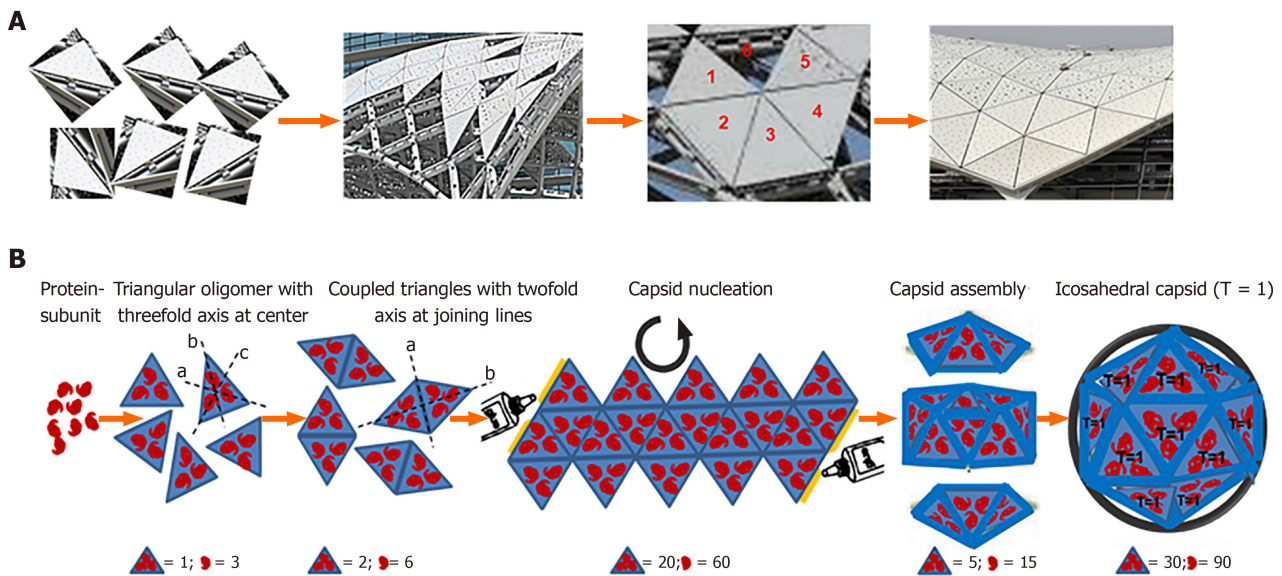 A
1
2
3
4
5
6
B
Protein-
subunit
Triangular oligomer with
threefold axis at center
Coupled triangles with twofold
axis at joining lines
Capsid nucleation
Capsid assembly
Icosahedral capsid (T = 1)
b
c
a
a
b
T=1
T=1
T=1
T=1
T=1
T=1
T=1
T=1
T=1
T=1
= 1; = 3
= 2; = 6
= 20; = 60
= 5; = 15
= 30; = 90